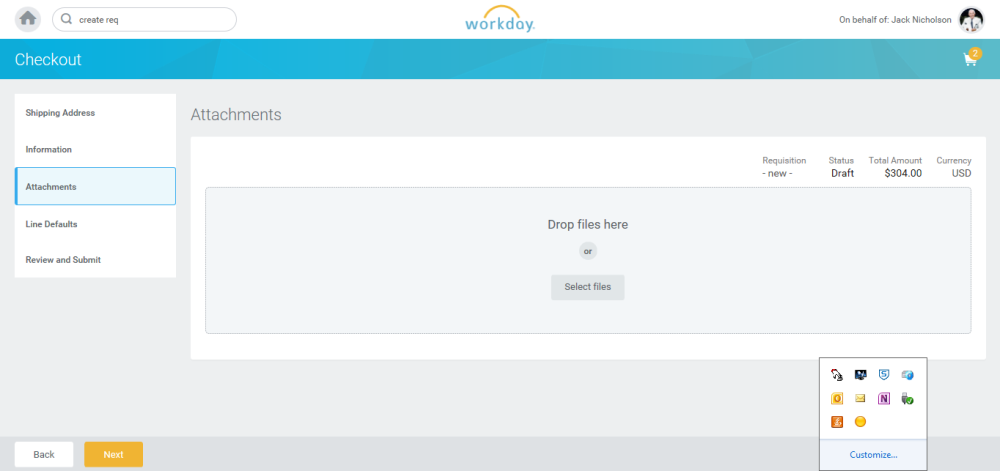 create req
workday.
On behalf of: Jack Nicholson
Checkout
2
Shipping Address
Information
Attachments
Line Defaults
Review and Submit
Attachments
Requisition Status Total Amount Currency
- new - Draft $304.00 USD
Drop files here
or
Select files
Customize...
Back
Next